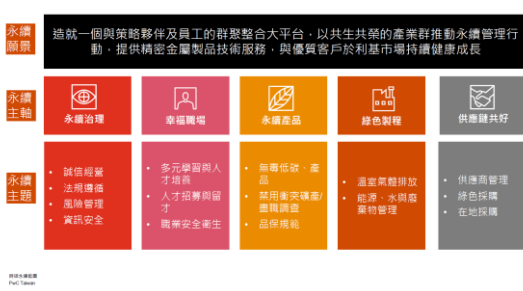 永續
願景
造就一個與策略夥伴及員工的群聚整合大平台，以共生共榮的產業群推動永續管理行
動，提供精密金屬製品技術服務，與優質客戶於利基市場持續健康成長
永續
主軸
永續治理
幸福職場
永續產品
綠色製程
供應鏈共好
永續
主題
• 誠信經營
• 法規遵循
• 風險管理
• 資訊安全
• 多元學習與人
才培養
• 人才招募與留
才
• 職業安全衛生
• 無毒低碳、產
品
• 禁用衝突礦產/
盡職調查
• 品保規範
• 溫室氣體排放
• 能源、水與廢
棄物管理
• 供應商管理
• 綠色採購
• 在地採購
PwC Taiwan